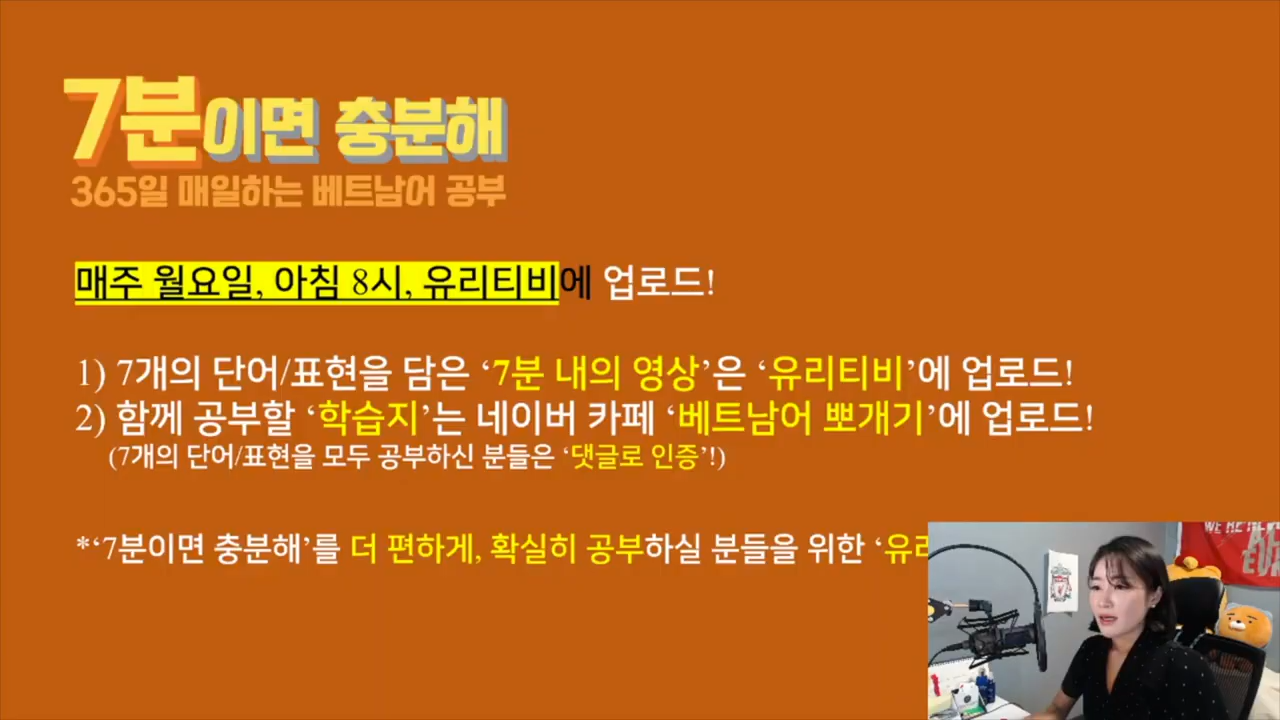 7분이면 충분해
365일 매일하는 베트남어 공부
매주 월요일, 아침 8시, 유리티비에 업로드!
1) 7개의 단어/표현을 담은 ‘7분 내의 영상’은 ‘유리티비’에 업로드!
2) 함께 공부할 ‘학습지’는 네이버 카페 ‘베트남어 뽀개기’에 업로드!
(7개의 단어/표현을 모두 공부하신 분들은 ‘댓글로 인증’!)
*‘7분이면 충분해’를 더 편하게, 확실히 공부하실 분들을 위한 ‘유리
WE'RE